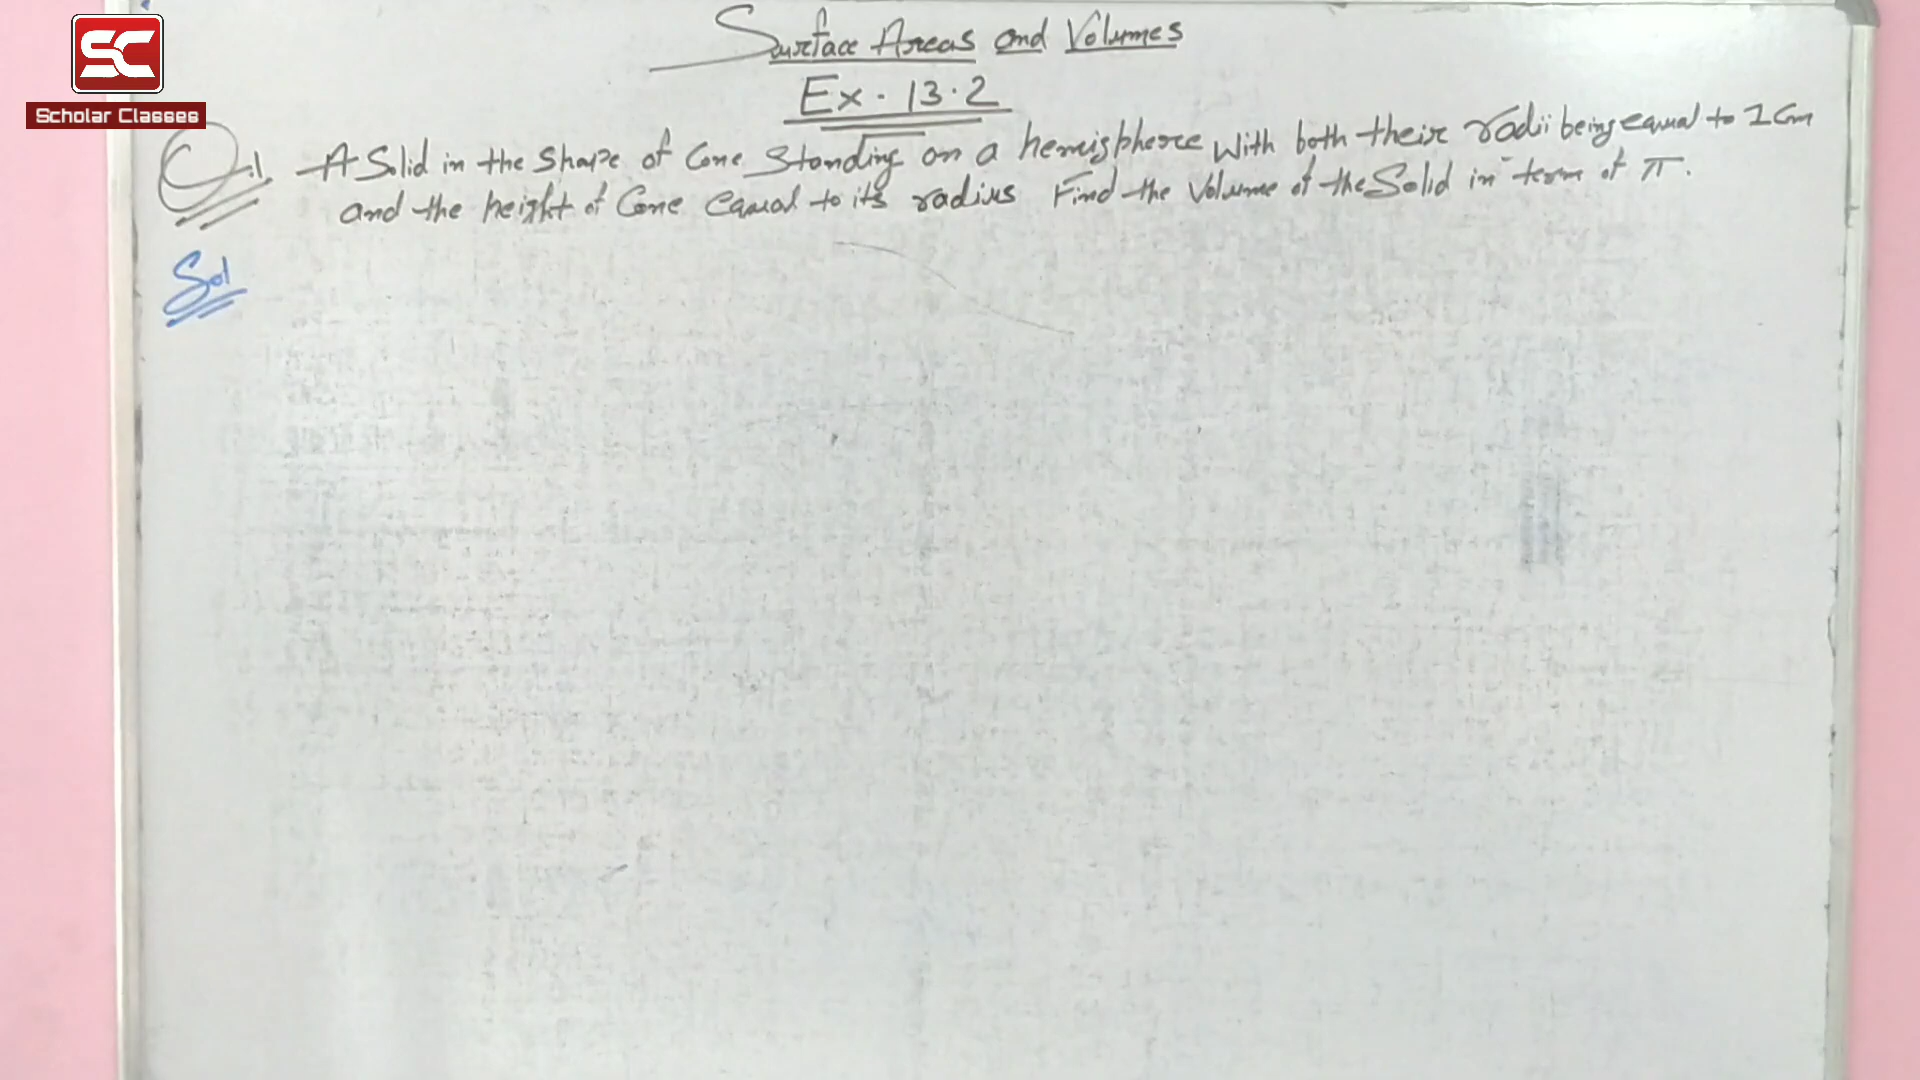 SC
Scholar Classes
Surface Areas and Volumes
Ex. 13.2
Q.1 A Solid in the Shape of Cone Standing on a hemisphere with both their radii being equal to 1 Cm
and the height of Cone equal to its radius Find the Volume of the Solid in term of π.
Sol